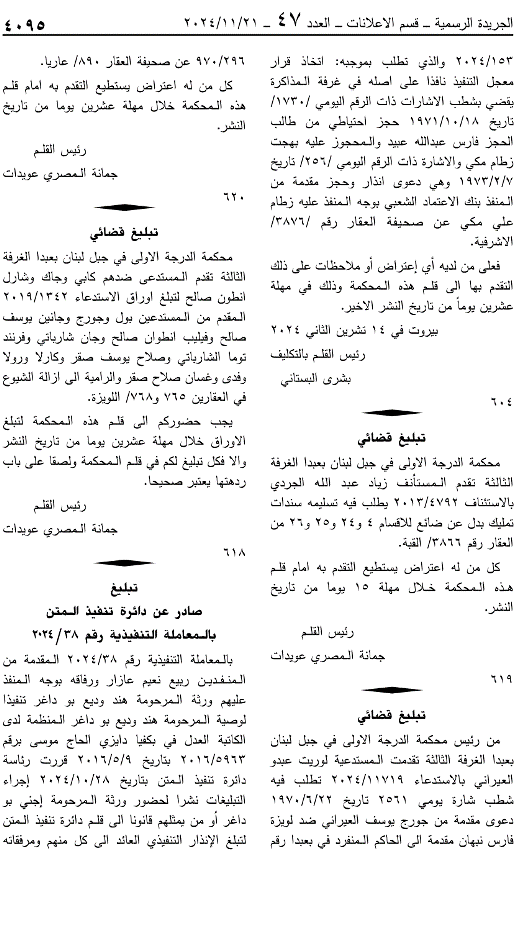 الجريدة الرسمية ــ قسم الاعلانات ــ العدد ٤٧ ــ ٢٠٢٤/١١/٢١
٤٠٩٥
٢٠٢٤/١٥٣ والذي تطلب بموجبه: اتخاذ قرار
معجل التنفيذ نافذا على اصله في غرفة المذاكرة
يقضي بشطب الاشارات ذات الرقم اليومي /١٧٣٠/
تاريخ ١٩٧١/١٠/١٨ حجز احتياطي من طالب
الحجز فارس عبدالله عبيد والمحجوز عليه بهجت
زطام مكي والاشارة ذات الرقم اليومي /٢٥٦/ تاريخ
١٩٧٣/٢/٧ وهي دعوى انذار وحجز مقدمة من
المنفذ بنك الاعتماد الشعبي بوجه المنفذ عليه زطام
علي مكي عن صحيفة العقار رقم /٣٨٧٦/
الاشرفية.
فعلى من لديه أي إعتراض أو ملاحظات على ذلك
التقدم بها الى قلم هذه المحكمة وذلك في مهلة
عشرين يوماً من تاريخ النشر الاخير.
بيروت في ١٤ نشرين الثاني ٢٠٢٤
رئيس القلم بالتكليف
بشرى البستاني
٦٠٤
تبليغ قضائي
محكمة الدرجة الاولى في جبل لبنان بعبدا الغرفة
الثالثة تقدم المستأنف زياد عبد الله الجردي
بالاستئناف ٢٠١٣/٤٧٩٢ يطلب فيه تسليمه سندات
تمليك بدل عن ضائع للاقسام ٤ و٢٤ و٢٥ و٢٦ من
العقار رقم ٣٨٦٦/ القبة.
كل من له اعتراض يستطيع التقدم به امام قلم
هذه المحكمة خلال مهلة ١٥ يوما من تاريخ
النشر.
رئيس القلم
جمانة المصري عويدات
٦١٩
تبليغ قضائي
من رئيس محكمة الدرجة الاولى في جبل لبنان
بعبدا الغرفة الثالثة تقدمت المستدعية لوريت عبدو
العيراني بالاستدعاء ٢٠٢٤/١١٧١٩ تطلب فيه
شطب شارة يومي ٢٥٦١ تاريخ ١٩٧٠/٦/٢٢
دعوى مقدمة من جورج يوسف العيراني ضد لويزة
فارس نبهان مقدمة الى الحاكم المنفرد في بعبدا رقم
٩٧٠/٢٩٦ عن صحيفة العقار ٨٩٠/ عاريا.
كل من له اعتراض يستطيع التقدم به امام قلم
هذه المحكمة خلال مهلة عشرين يوما من تاريخ
النشر.
رئيس القلم
جمانة المصري عويدات
٦٢٠
تبليغ قضائي
محكمة الدرجة الاولى في جبل لبنان بعبدا الغرفة
الثالثة تقدم المستدعى ضدهم كابي وجاك وشارل
انطون صالح لتبلغ اوراق الاستدعاء ٢٠١٩/١٣٤٢
المقدم من المستدعين بول وجورج وجانين يوسف
صالح وفيليب انطوان صالح وجان شارباتي وفرنند
توما الشارباتي وصلاح يوسف صقر وكارلا ورولا
وفدى وغسان صلاح صقر والرامية الى ازالة الشيوع
في العقارين ٧٦٥ و٧٦٨/ اللويزة.
يجب حضوركم الى قلم هذه المحكمة لتبلغ
الاوراق خلال مهلة عشرين يوما من تاريخ النشر
والا فكل تبليغ لكم في قلم المحكمة ولصقا على باب
ردهتها يعتبر صحيحا.
رئيس القلم
جمانة المصري عويدات
٦١٨
تبليغ
صادر عن دائرة تنفيذ المتن
بالمعاملة التنفيذية رقم ٢٠٢٤/٣٨
بالمعاملة التنفيذية رقم ٢٠٢٤/٣٨ المقدمة من
المنفذين ربيع نعيم عازار ورفاقه بوجه المنفذ
عليهم ورثة المرحومة هند وديع بو داغر تنفيذا
لوصية المرحومة هند وديع بو داغر المنظمة لدى
الكاتبة العدل في بكفيا دايزي الحاج موسى برقم
٢٠١٦/٥٩٦٣ بتاريخ ٢٠١٦/٥/٩ قررت رئاسة
دائرة تنفيذ المتن بتاريخ ٢٠٢٤/١٠/٢٨ إجراء
التبليغات نشرا لحضور ورثة المرحومة إجني بو
داغر أو من يمثلهم قانونا الى قلم دائرة تنفيذ المتن
لتبلغ الإنذار التنفيذي العائد الى كل منهم ومرفقاته